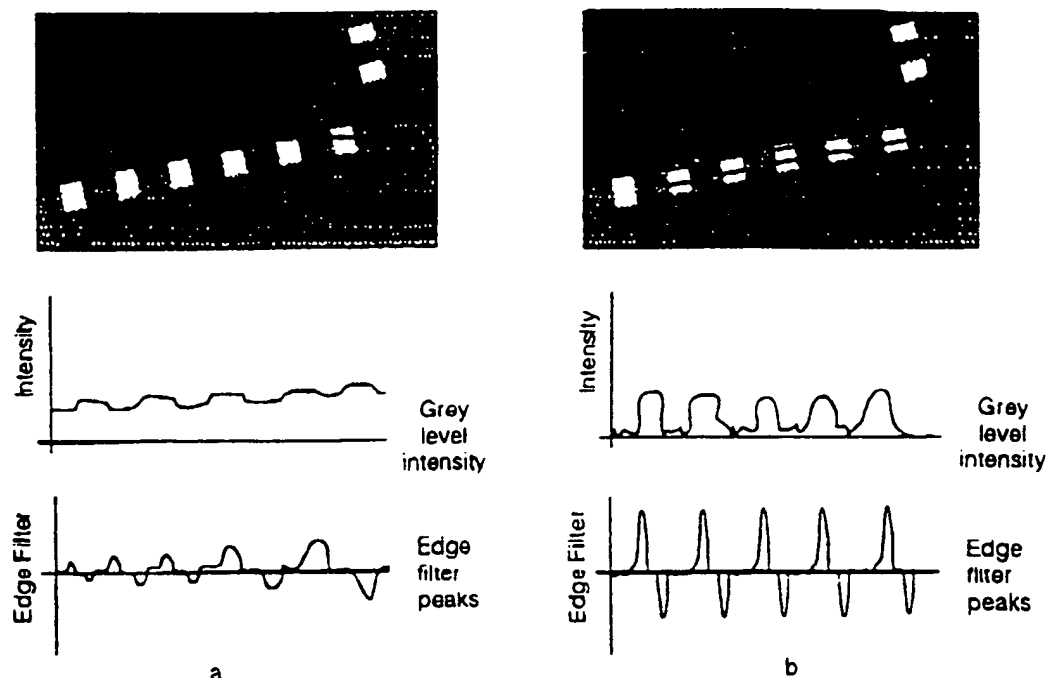 Intensity
Grey
level
intensity
Edge Filter
Edge
filter
peaks
a
Intensity
Grey
level
intensity
Edge Filter
Edge
filter
peaks
b